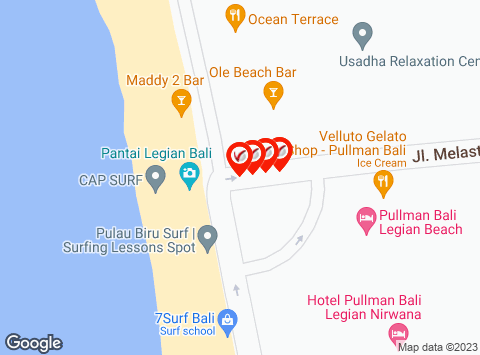 Ocean Terrace
Usadha Relaxation Cen
Ole Beach Bar
Maddy 2 Bar
Velluto Gelato
hop - Pullman Bali
Ice Cream
Jl. Melast
Pantai Legian Bali
CAP SURF
Pullman Bali
Legian Beach
Pulau Biru Surf |
Surfing Lessons Spot
Hotel Pullman Bali
Legian Nirwana
7Surf Bali
Surf school
Google
Map data ©2023